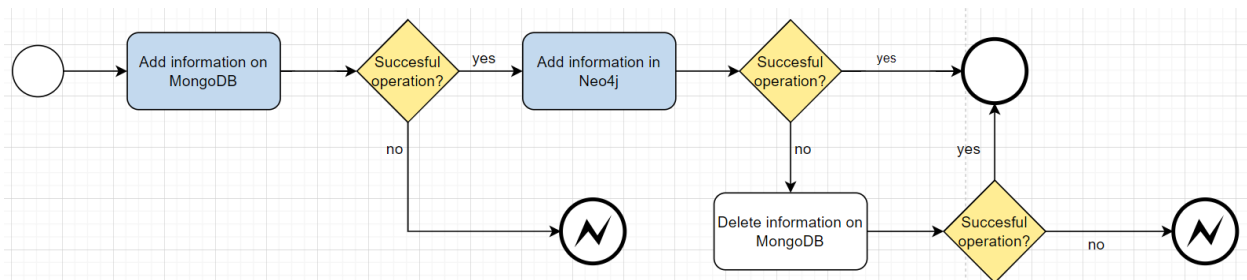 Add information on
MongoDB
Succesful
operation?
yes
Add information in
Neo4j
Succesful
operation?
yes
no
no
yes
Delete information on
MongoDB
Succesful
operation?
no